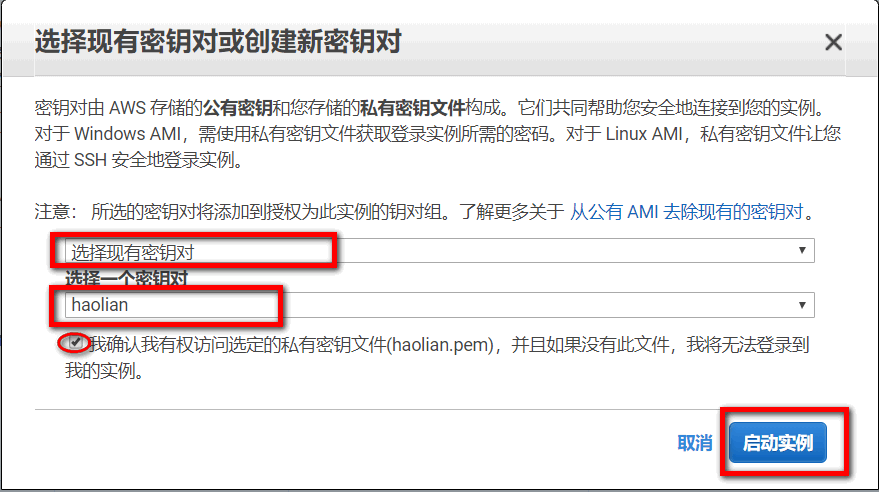 选择现有密钥对或创建新密钥对
密钥对由 AWS 存储的公有密钥和您存储的私有密钥文件构成。它们共同帮助您安全地连接到您的实例。
对于 Windows AMI，需使用私有密钥文件获取登录实例所需的密码。对于 Linux AMI，私有密钥文件让您
通过 SSH 安全地登录实例。
注意： 所选的密钥对将添加到授权为此实例的钥对组。了解更多关于 从公有 AMI 去除现有的密钥对。
选择现有密钥对
选择一个密钥对
haolian
我确认我有权访问选定的私有密钥文件(haolian.pem)，并且如果没有此文件，我将无法登录到
我的实例。
取消 启动实例